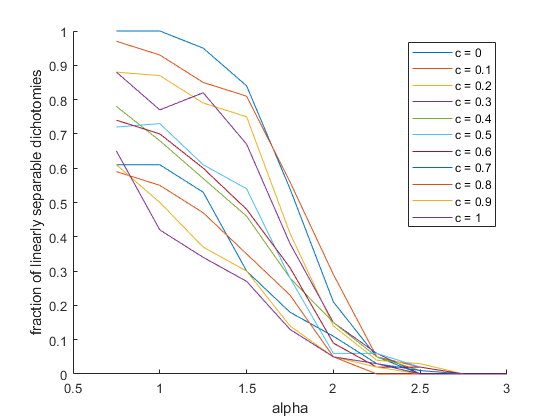 1
0.9
0.8
0.7
0.6
0.5
0.4
0.3
0.2
0.1
0
fraction of linearly separable dichotomies
c = 0
c = 0.1
c = 0.2
c = 0.3
c = 0.4
c = 0.5
c = 0.6
c = 0.7
c = 0.8
c = 0.9
c = 1
0.5 1 1.5 2 2.5 3
alpha